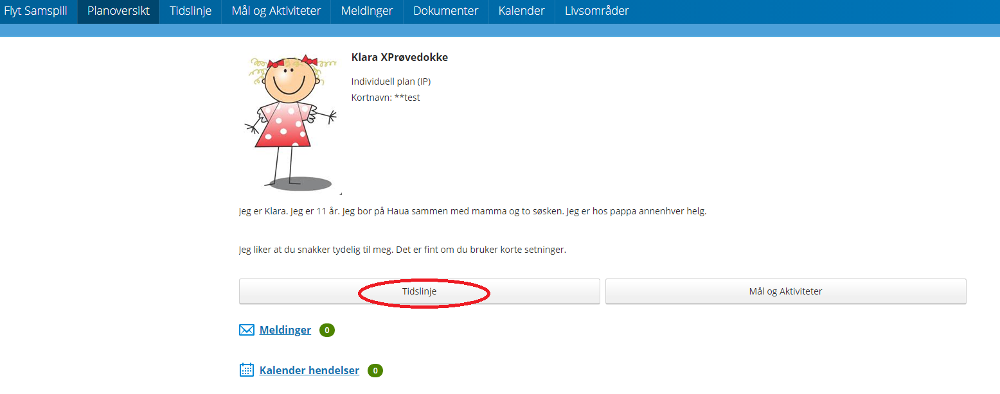 Flyt Samspill Planoversikt Tidslinje Mål og Aktiviteter Meldinger Dokumenter Kalender Livsområder
Klara XPrøvedokke
Individuell plan (IP)
Kortnavn: **test
Jeg er Klara. Jeg er 11 år. Jeg bor på Haua sammen med mamma og to søsken. Jeg er hos pappa annenhver helg.
Jeg liker at du snakker tydelig til meg. Det er fint om du bruker korte setninger.
Tidslinje Mål og Aktiviteter
Meldinger 0
Kalender hendelser 0